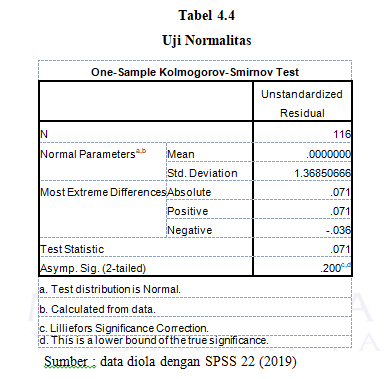 Tabel 4.4
Uji Normalitas
One-Sample Kolmogorov-Smirnov Test
Unstandardized
Residual
N 116
Normal Parameters a,b Mean .0000000
Std. Deviation 1.36850666
Most Extreme Differences Absolute .071
Positive .071
Negative -.036
Test Statistic .071
Asymp. Sig. (2-tailed) .200 c,d
a. Test distribution is Normal.
b. Calculated from data.
c. Lilliefors Significance Correction.
d. This is a lower bound of the true significance.
Sumber : data diola dengan SPSS 22 (2019)